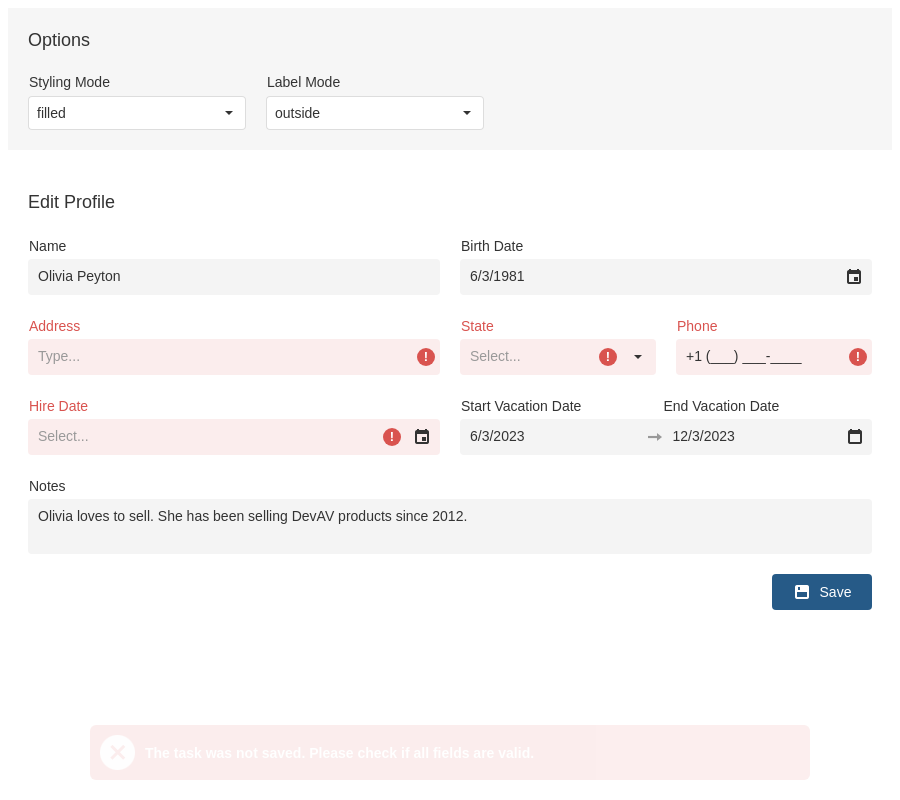 Options
Styling Mode Label Mode
filled outside
Edit Profile
Name Birth Date
Olivia Peyton 6/3/1981
Address State Phone
Type... Select... +1 (___) ___-____
Hire Date Start Vacation Date End Vacation Date
Select... 6/3/2023 12/3/2023
Notes
Olivia loves to sell. She has been selling DevAV products since 2012.
Save
The task was not saved. Please check if all fields are valid.